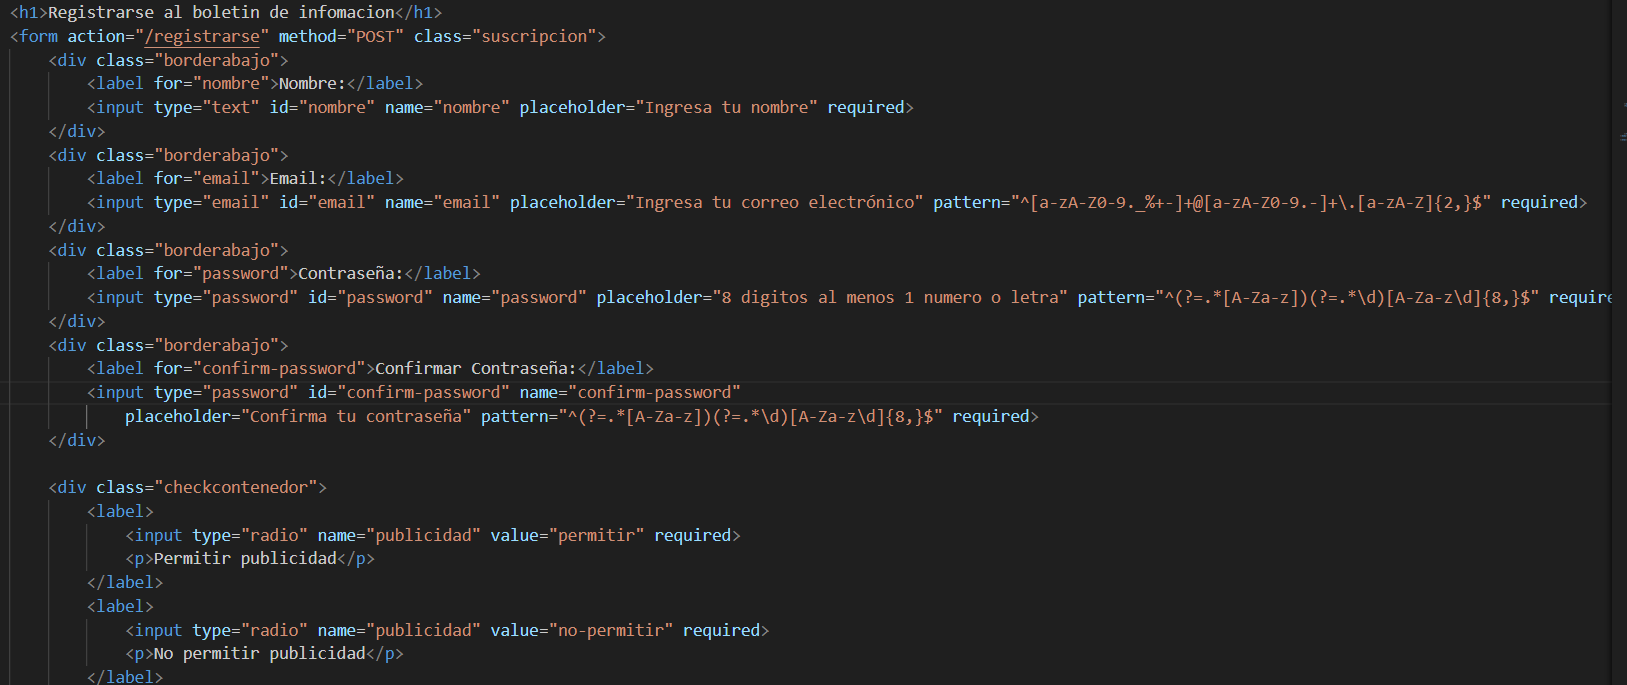 <h1>Registrarse al boletin de infomacion</h1>
<form action="/registrarse" method="POST" class="suscripcion">
<div class="borderabajo">
<label for="nombre">Nombre:</label>
<input type="text" id="nombre" name="nombre" placeholder="Ingresa tu nombre" required>
</div>
<div class="borderabajo">
<label for="email">Email:</label>
<input type="email" id="email" name="email" placeholder="Ingresa tu correo electrónico" pattern="^[a-zA-Z0-9._%+-]+@[a-zA-Z0-9.-]+\.[a-zA-Z]{2,}$" required>
</div>
<div class="borderabajo">
<label for="password">Contraseña:</label>
<input type="password" id="password" name="password" placeholder="8 digitos al menos 1 numero o letra" pattern="^(?=.*[A-Za-z])(?=.*\d)[A-Za-z\d]{8,}$" require
</div>
<div class="borderabajo">
<label for="confirm-password">Confirmar Contraseña:</label>
<input type="password" id="confirm-password" name="confirm-password"
placeholder="Confirma tu contraseña" pattern="^(?=.*[A-Za-z])(?=.*\d)[A-Za-z\d]{8,}$" required>
</div>
<div class="checkcontenedor">
<label>
<input type="radio" name="publicidad" value="permitir" required>
<p>Permitir publicidad</p>
</label>
<label>
<input type="radio" name="publicidad" value="no-permitir" required>
<p>No permitir publicidad</p>
</label>